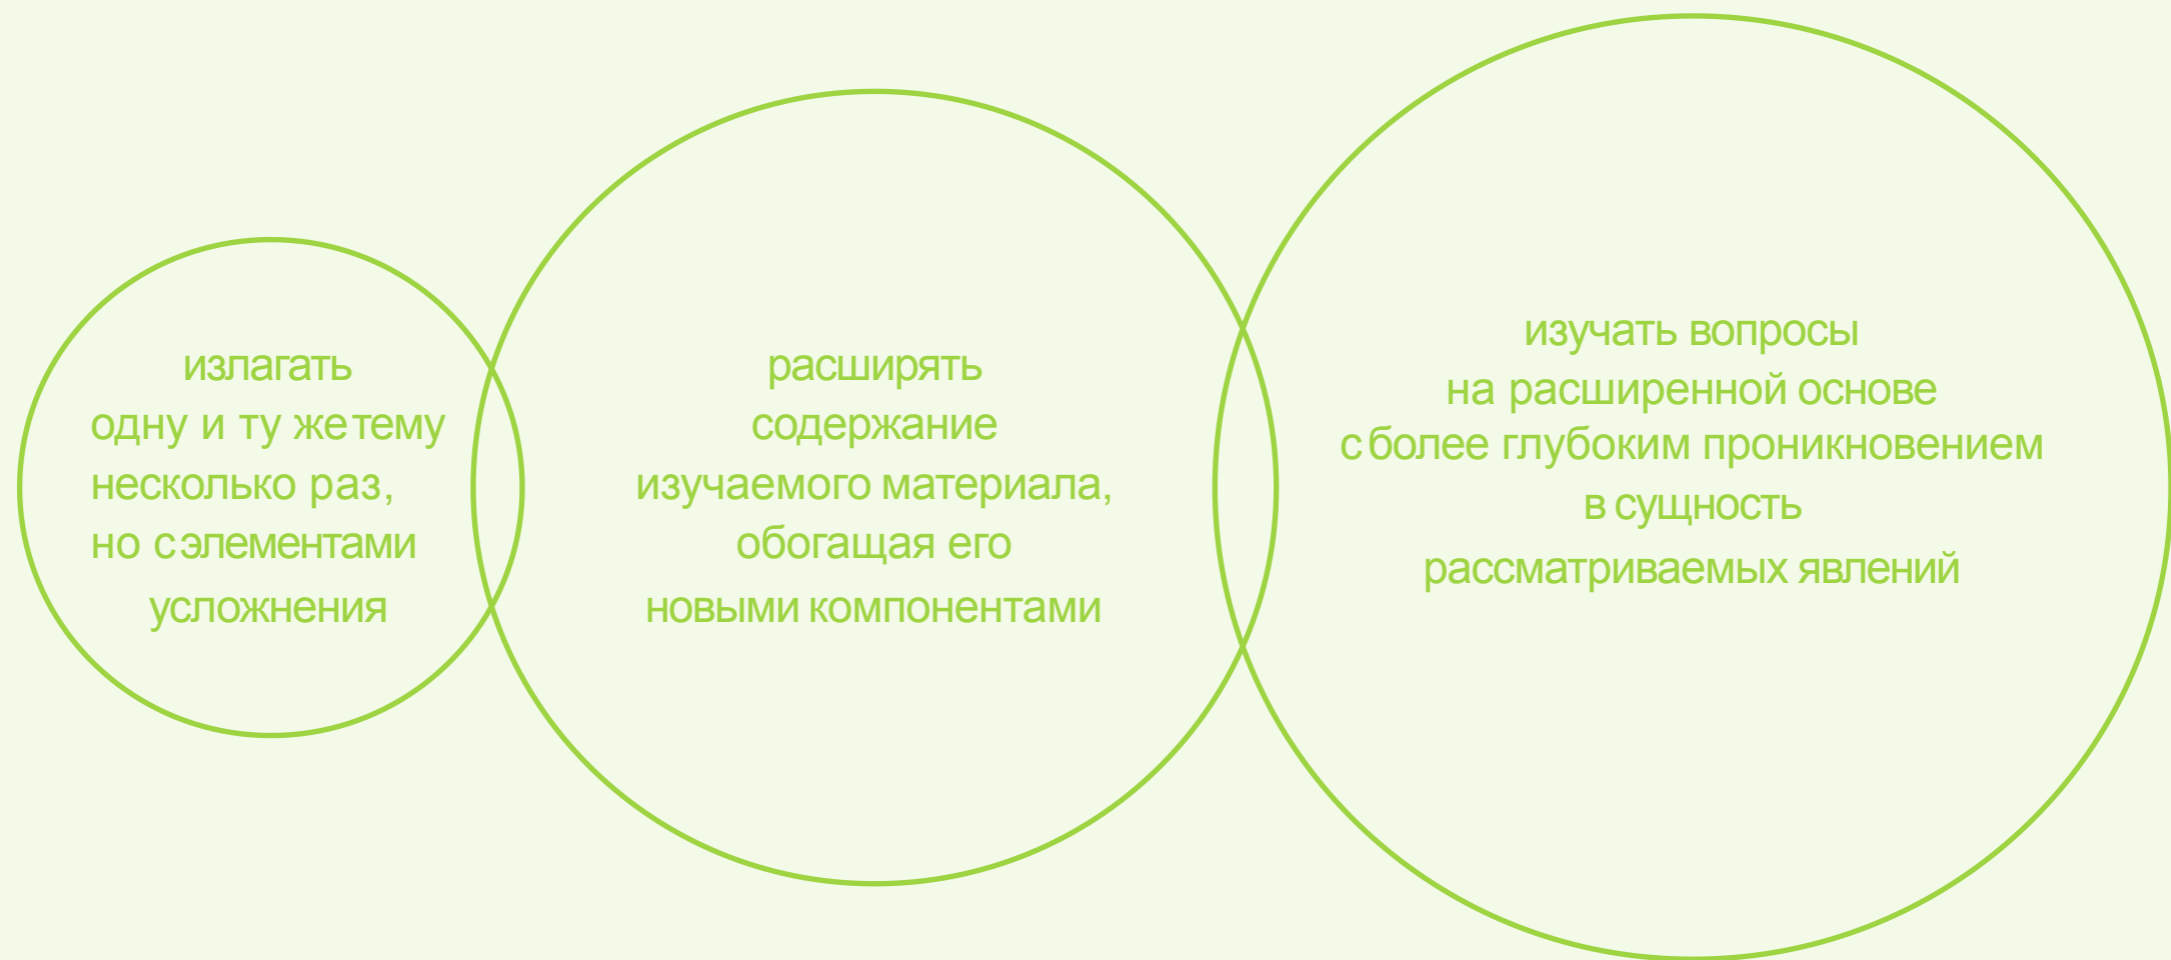 излагать
одну и ту же тему
несколько раз,
но с элементами
усложнения
расширять
содержание
изучаемого материала,
обогащая его
новыми компонентами
изучать вопросы
на расширенной основе
с более глубоким проникновением
в сущность
рассматриваемых явлений